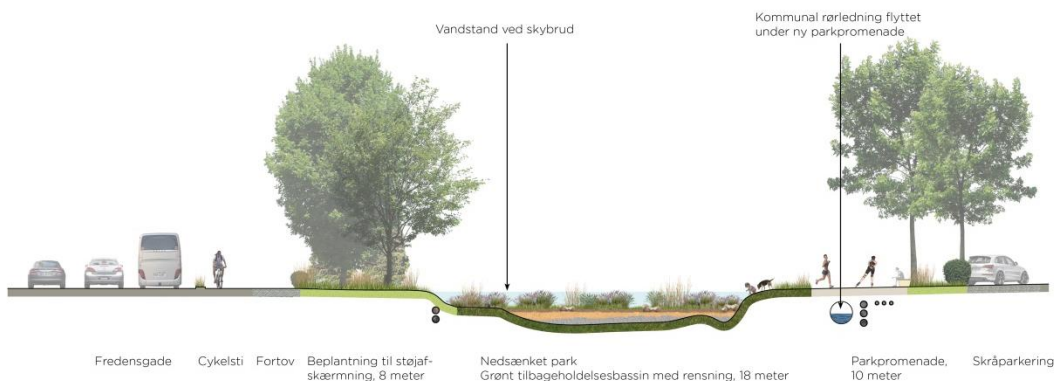 Vandstand ved skybrud
Kommunal rørledning flyttet
under ny parkpromenade
Fredensgade
Cykelsti
Fortov
Beplantning til støjaf-
skærmning, 8 meter
Nedsænket park
Grønt tilbageholdelsesbassin med rensning, 18 meter
Parkpromenade,
10 meter
Skråparkering